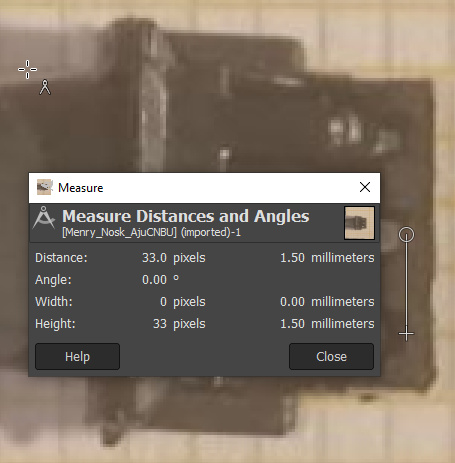 Measure
Measure Distances and Angles
[Menry_Nosk_AjuCNBU] (imported)-1
Distance: 33.0 pixels 1.50 millimeters
Angle: 0.00 °
Width: 0 pixels 0.00 millimeters
Height: 33 pixels 1.50 millimeters
Help Close